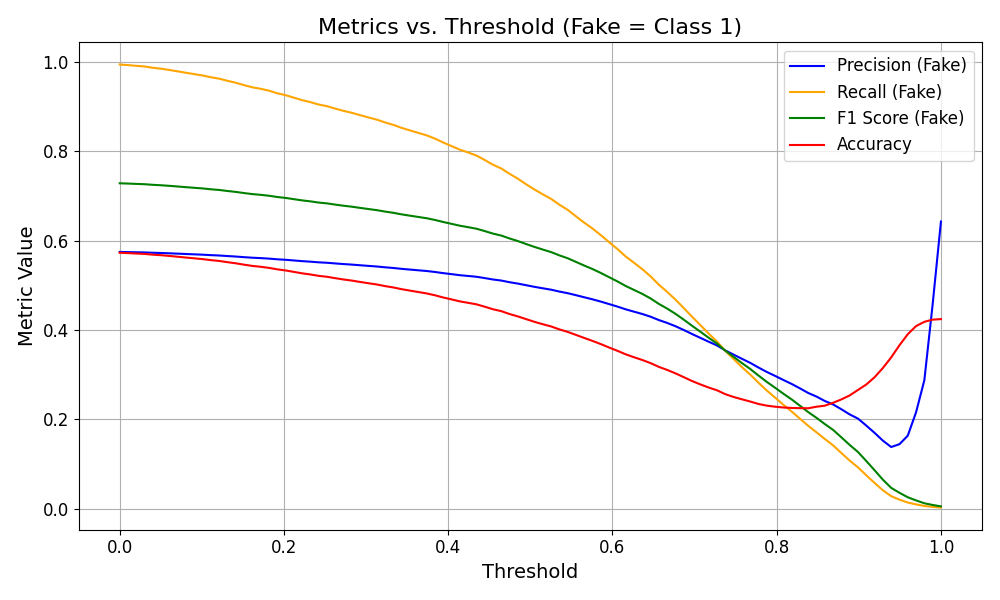 Metrics vs. Threshold (Fake = Class 1)
Precision (Fake)
Recall (Fake)
F1 Score (Fake)
Accuracy
Metric Value
1.0
0.8
0.6
0.4
0.2
0.0
0.0 0.2 0.4 0.6 0.8 1.0
Threshold